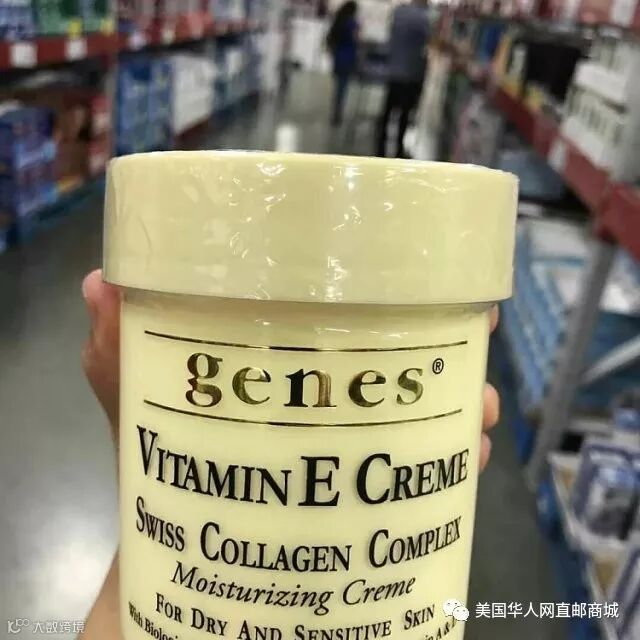 genes®
VITAMIN E CREME
SWISS COLLAGEN COMPLEX
Moisturizing Creme
FOR DRY AND SENSITIVE SKIN
美国华人网直邮商城
大数跨境